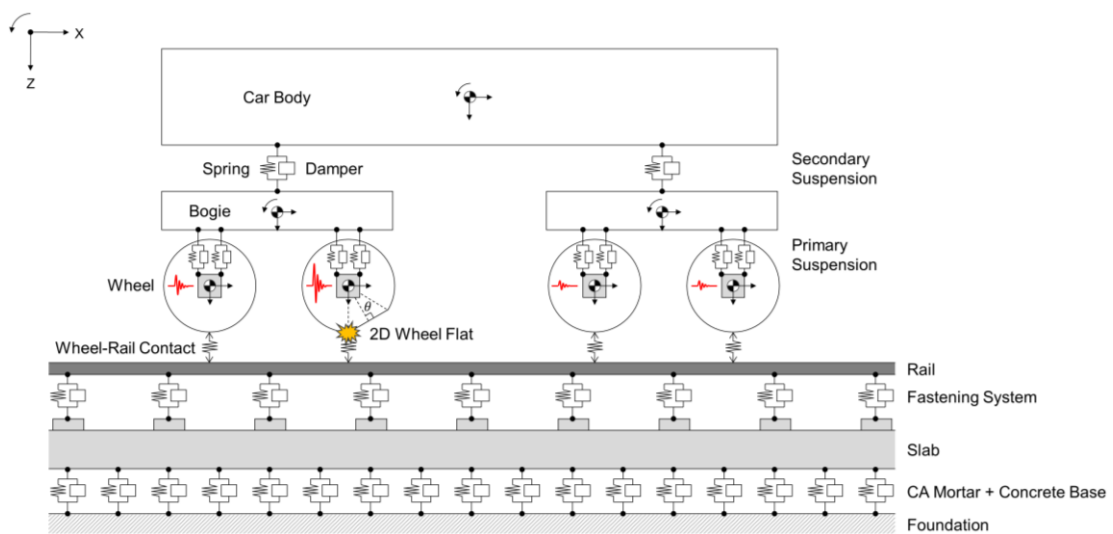 X
Z
Car Body
Spring
Damper
Secondary
Suspension
Bogie
Primary
Suspension
Wheel
θ
2D Wheel Flat
Wheel-Rail Contact
Rail
Fastening System
Slab
CA Mortar + Concrete Base
Foundation